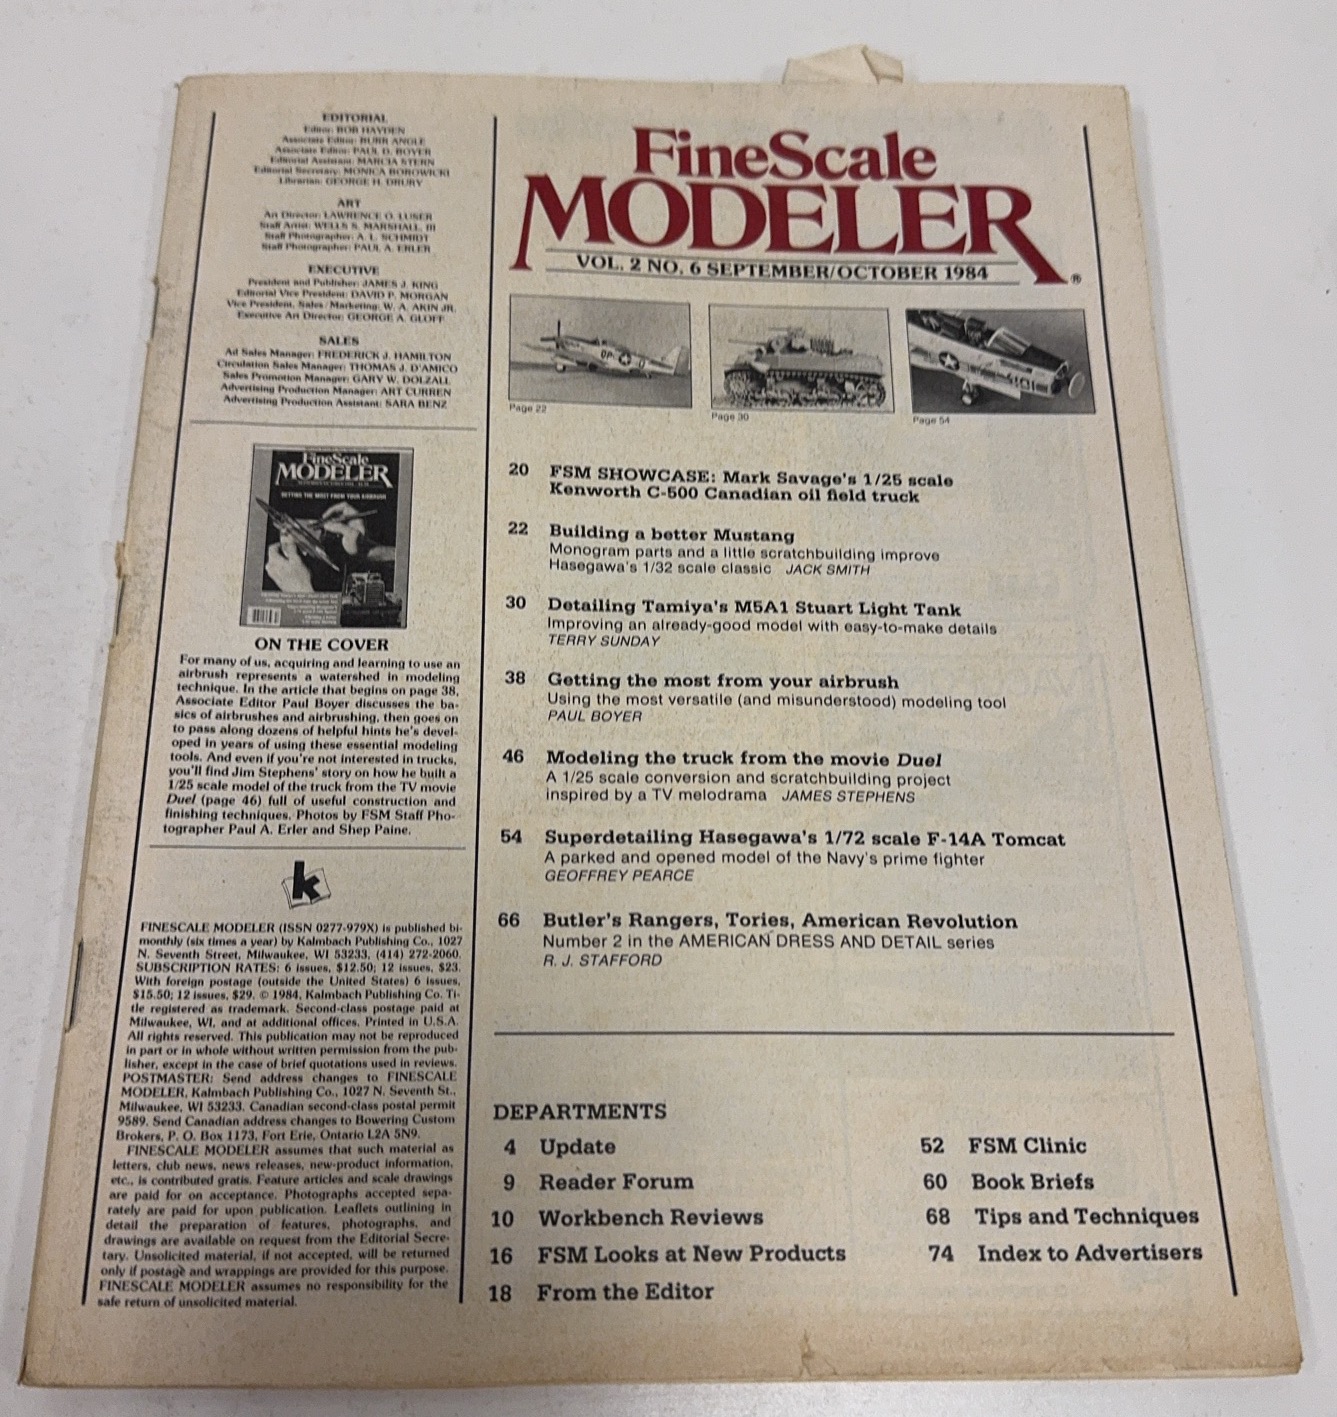 EDITORIAL
Editor: BOB HAYDEN
Associate Editor: BURR ANGLE
Associate Editor: PAUL D. BOYER
Editorial Assistant: MARCIA STERN
Editorial Secretary: MONICA BOROWICKI
Librarian: GEORGE H. DRURY
ART
Art Director: LAWRENCE O. LUSER
Staff Artist: WELLS S. MARSHALL, III
Staff Photographer: A. L. SCHMIDT
Staff Photographer: PAUL A. ERLER
EXECUTIVE
President and Publisher: JAMES J. KING
Editorial Vice President: DAVID P. MORGAN
Vice President, Sales/Marketing: W. A. AKIN JR.
Executive Art Director: GEORGE A. GLOFF
SALES
Ad Sales Manager: FREDERICK J. HAMILTON
Circulation Sales Manager: THOMAS J. D'AMICO
Sales Promotion Manager: GARY W. DOLZALL
Advertising Production Manager: ART CURREN
Advertising Production Assistant: SARA BENZ
FineScale
MODELER
GETTING THE MOST FROM YOUR AIRBRUSH
ON THE COVER
For many of us, acquiring and learning to use an
airbrush represents a watershed in modeling
technique. In the article that begins on page 38,
Associate Editor Paul Boyer discusses the ba-
sics of airbrushes and airbrushing, then goes on
to pass along dozens of helpful hints he's devel-
oped in years of using these essential modeling
tools. And even if you're not interested in trucks,
you'll find Jim Stephens' story on how he built a
1/25 scale model of the truck from the TV movie
Duel (page 46) full of useful construction and
finishing techniques. Photos by FSM Staff Pho-
tographer Paul A. Erler and Shep Paine.
k
FINESCALE MODELER (ISSN 0277-979X) is published bi-
monthly (six times a year) by Kalmbach Publishing Co., 1027
N. Seventh Street, Milwaukee, WI 53233, (414) 272-2060.
SUBSCRIPTION RATES: 6 issues, $12.50; 12 issues, $23.
With foreign postage (outside the United States) 6 issues,
$15.50; 12 issues, $29. © 1984, Kalmbach Publishing Co. Ti-
tle registered as trademark. Second-class postage paid at
Milwaukee, WI, and at additional offices. Printed in U.S.A.
All rights reserved. This publication may not be reproduced
in part or in whole without written permission from the pub-
lisher, except in the case of brief quotations used in reviews.
POSTMASTER: Send address changes to FINESCALE
MODELER, Kalmbach Publishing Co., 1027 N. Seventh St.,
Milwaukee, WI 53233. Canadian second-class postal permit
9589. Send Canadian address changes to Bowering Custom
Brokers, P. O. Box 1173, Fort Erie, Ontario L2A 5N9.
FINESCALE MODELER assumes that such material as
letters, club news, news releases, new-product information,
etc., is contributed gratis. Feature articles and scale drawings
are paid for on acceptance. Photographs accepted sepa-
rately are paid for upon publication. Leaflets outlining in
detail the preparation of features, photographs, and
drawings are available on request from the Editorial Secre-
tary. Unsolicited material, if not accepted, will be returned
only if postage and wrappings are provided for this purpose.
FINESCALE MODELER assumes no responsibility for the
safe return of unsolicited material.
FineScale
MODELER®
VOL. 2 NO. 6 SEPTEMBER/OCTOBER 1984
Page 22
Page 30
Page 54
20 FSM SHOWCASE: Mark Savage's 1/25 scale
Kenworth C-500 Canadian oil field truck
22 Building a better Mustang
Monogram parts and a little scratchbuilding improve
Hasegawa's 1/32 scale classic JACK SMITH
30 Detailing Tamiya's M5A1 Stuart Light Tank
Improving an already-good model with easy-to-make details
TERRY SUNDAY
38 Getting the most from your airbrush
Using the most versatile (and misunderstood) modeling tool
PAUL BOYER
46 Modeling the truck from the movie Duel
A 1/25 scale conversion and scratchbuilding project
inspired by a TV melodrama JAMES STEPHENS
54 Superdetailing Hasegawa's 1/72 scale F-14A Tomcat
A parked and opened model of the Navy's prime fighter
GEOFFREY PEARCE
66 Butler's Rangers, Tories, American Revolution
Number 2 in the AMERICAN DRESS AND DETAIL series
R. J. STAFFORD
DEPARTMENTS
4 Update
9 Reader Forum
10 Workbench Reviews
16 FSM Looks at New Products
18 From the Editor
52 FSM Clinic
60 Book Briefs
68 Tips and Techniques
74 Index to Advertisers